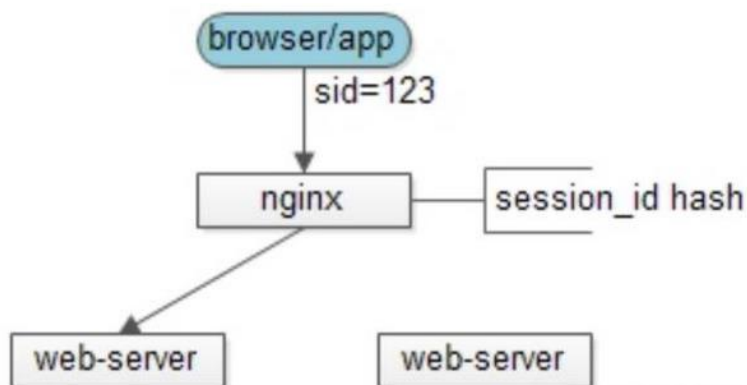 browser/app
sid=123
nginx
session_id hash
web-server
web-server